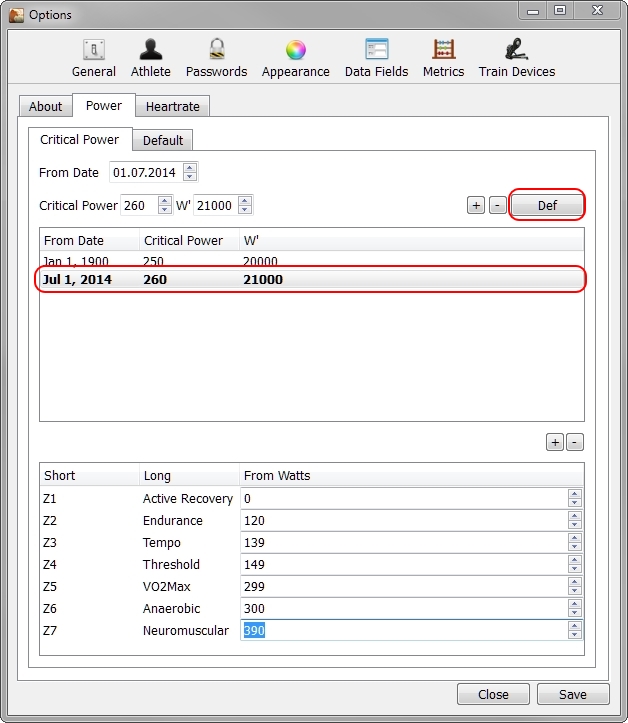 Options
General Athlete Passwords Appearance Data Fields Metrics Train Devices
About Power Heartrate
Critical Power Default
From Date 01.07.2014
Critical Power 260 W' 21000 + - Def
From Date Critical Power W'
Jan 1, 1900 250 20000
Jul 1, 2014 260 21000
+ -
Short Long From Watts
Z1 Active Recovery 0
Z2 Endurance 120
Z3 Tempo 139
Z4 Threshold 149
Z5 VO2Max 299
Z6 Anaerobic 300
Z7 Neuromuscular 390
Close Save